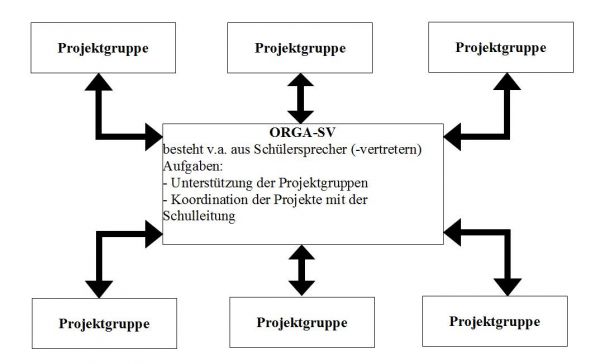 Projektgruppe
Projektgruppe
Projektgruppe
ORGA-SV
besteht v.a. aus Schülersprecher (-vertretern)
Aufgaben:
- Unterstützung der Projektgruppen
- Koordination der Projekte mit der
Schulleitung
Projektgruppe
Projektgruppe
Projektgruppe